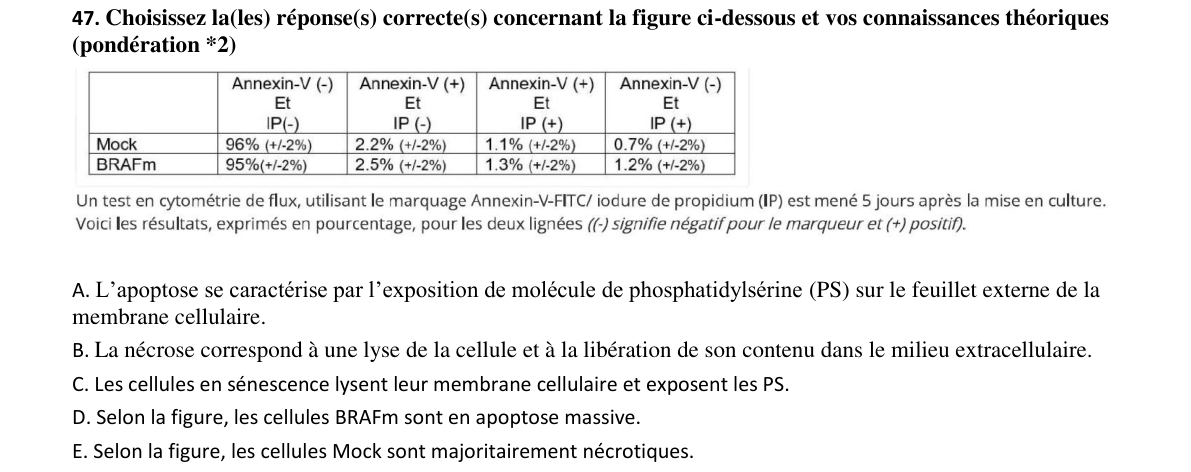 47. Choisissez la(les) réponse(s) correcte(s) concernant la figure ci-dessous et vos connaissances théoriques
(pondération *2)
Annexin-V (-) Annexin-V (+) Annexin-V (+) Annexin-V (-)
Et Et Et Et
IP(-) IP (-) IP (+) IP (+)
Mock 96% (+/-2%) 2.2% (+/-2%) 1.1% (+/-2%) 0.7% (+/-2%)
BRAFm 95%(+/-2%) 2.5% (+/-2%) 1.3% (+/-2%) 1.2% (+/-2%)
Un test en cytométrie de flux, utilisant le marquage Annexin-V-FITC/ iodure de propidium (IP) est mené 5 jours après la mise en culture.
Voici les résultats, exprimés en pourcentage, pour les deux lignées ((-) signifie négatif pour le marqueur et (+) positif).
A. L’apoptose se caractérise par l’exposition de molécule de phosphatidylsérine (PS) sur le feuillet externe de la
membrane cellulaire.
B. La nécrose correspond à une lyse de la cellule et à la libération de son contenu dans le milieu extracellulaire.
C. Les cellules en sénescence lysent leur membrane cellulaire et exposent les PS.
D. Selon la figure, les cellules BRAFm sont en apoptose massive.
E. Selon la figure, les cellules Mock sont majoritairement nécrotiques.